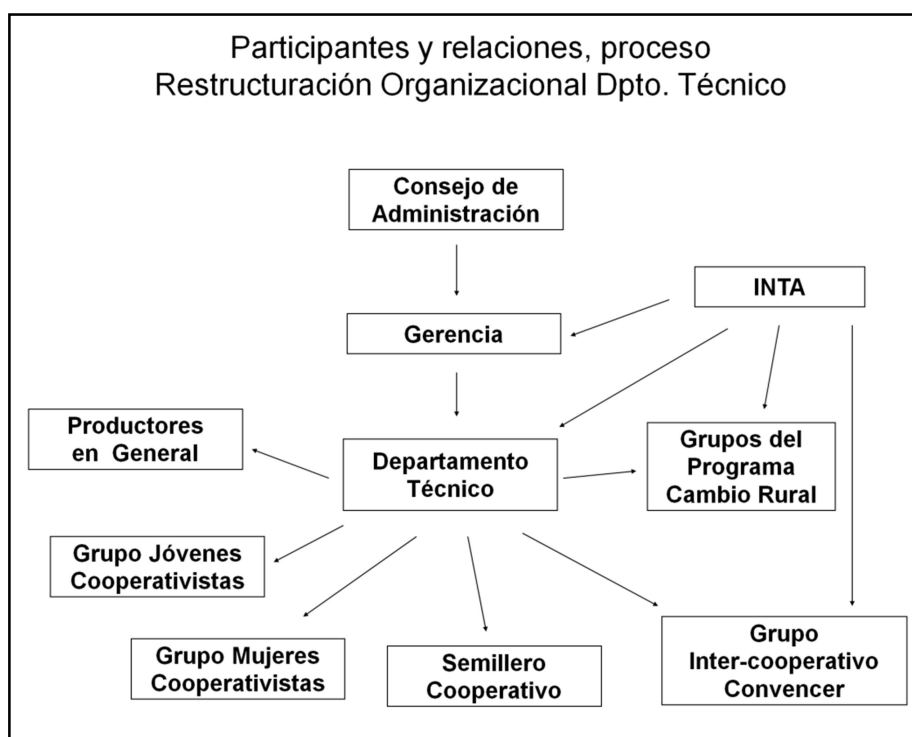 Participantes y relaciones, proceso
Restructuración Organizacional Dpto. Técnico
Consejo de
Administración
INTA
Gerencia
Productores
en General
Departamento
Técnico
Grupos del
Programa
Cambio Rural
Grupo Jóvenes
Cooperativistas
Grupo Mujeres
Cooperativistas
Semillero
Cooperativo
Grupo
Inter-cooperativo
Convencer